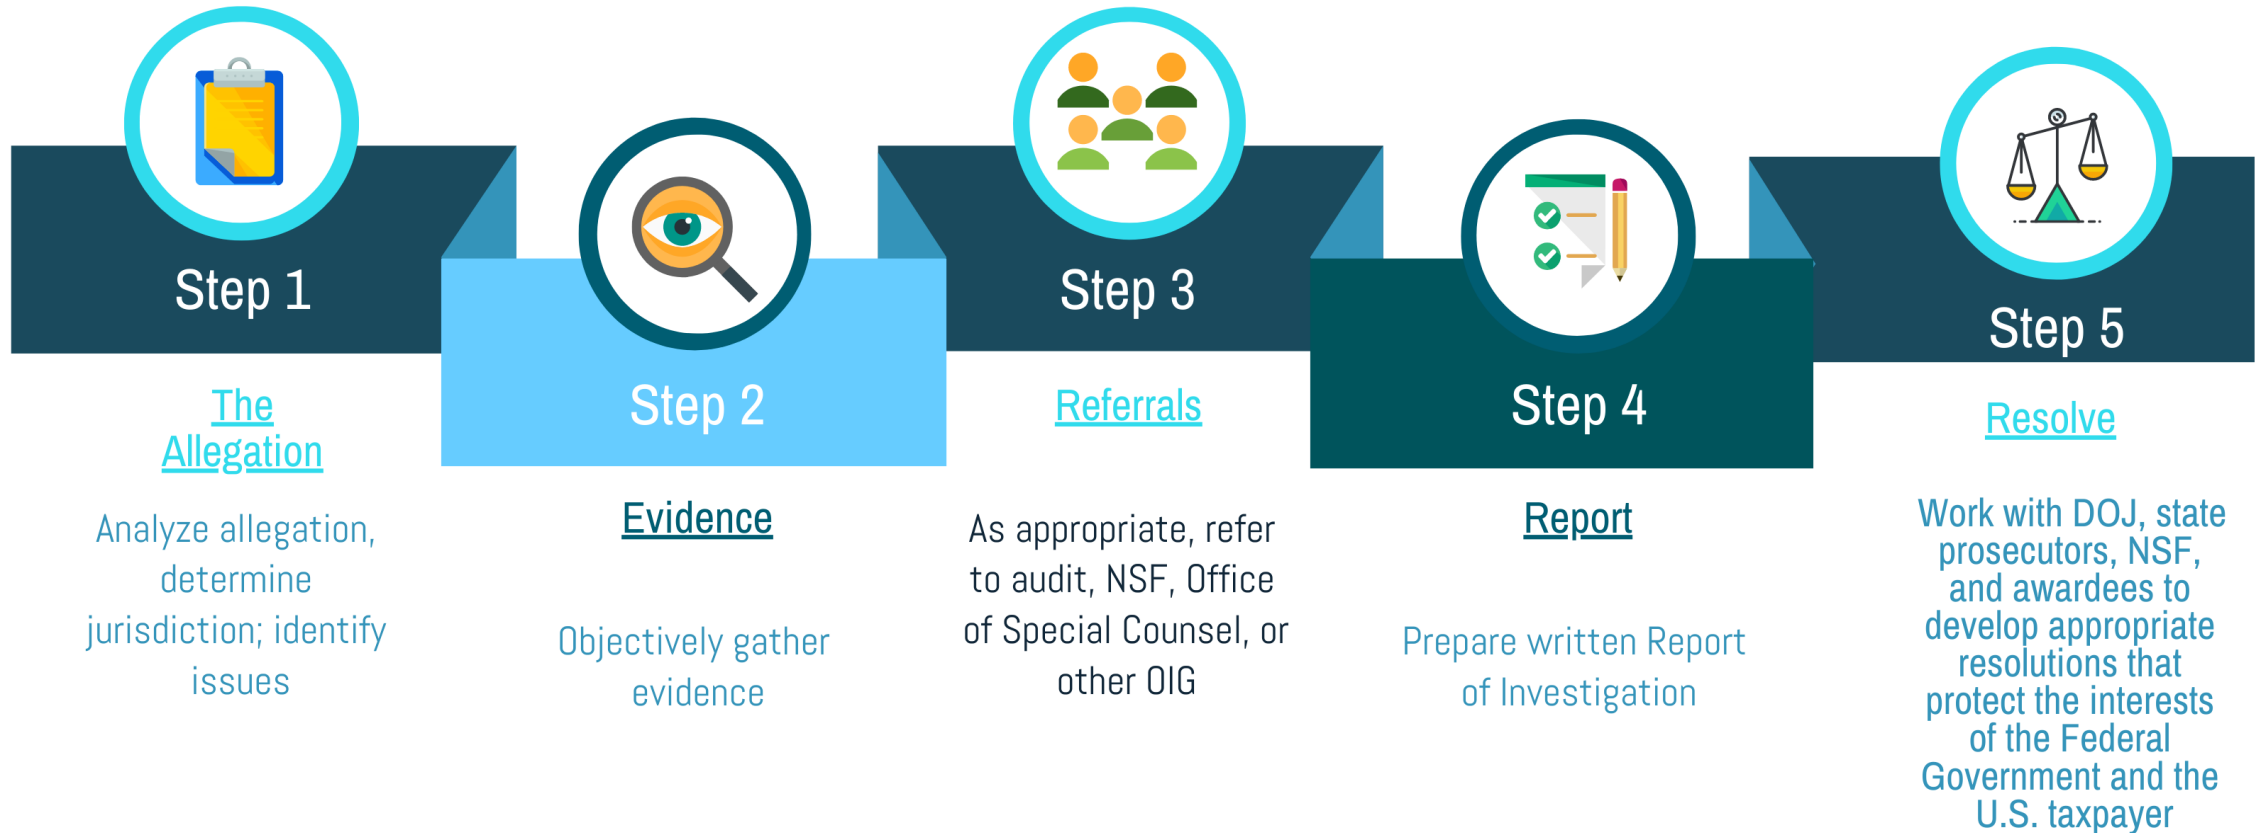 Step 1
The
Allegation
Analyze allegation,
determine
jurisdiction; identify
issues
Step 2
Evidence
Objectively gather
evidence
Step 3
Referrals
As appropriate, refer
to audit, NSF, Office
of Special Counsel, or
other OIG
Step 4
Report
Prepare written Report
of Investigation
Step 5
Resolve
Work with DOJ, state
prosecutors, NSF,
and awardees to
develop appropriate
resolutions that
protect the interests
of the Federal
Government and the
U.S. taxpayer